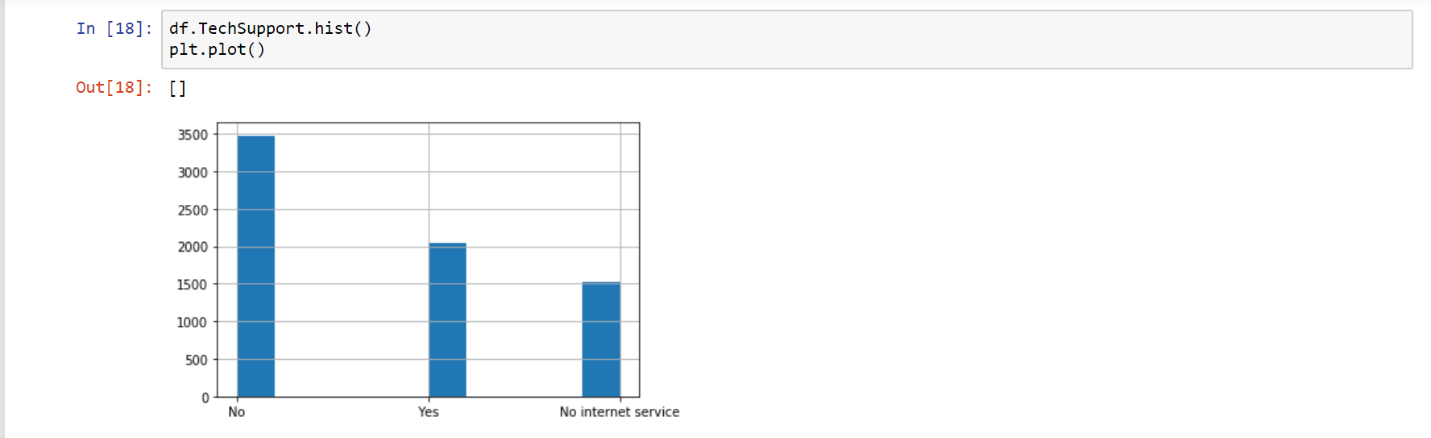 In [18]: df.TechSupport.hist()
plt.plot()
Out[18]: []
3500
3000
2500
2000
1500
1000
500
0
No Yes No internet service